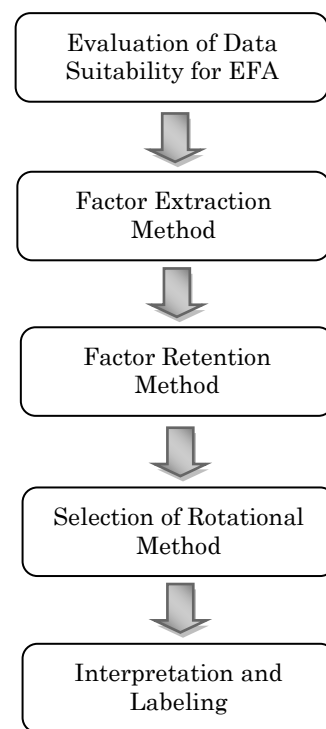 Evaluation of Data
Suitability for EFA
Factor Extraction
Method
Factor Retention
Method
Selection of Rotational
Method
Interpretation and
Labeling